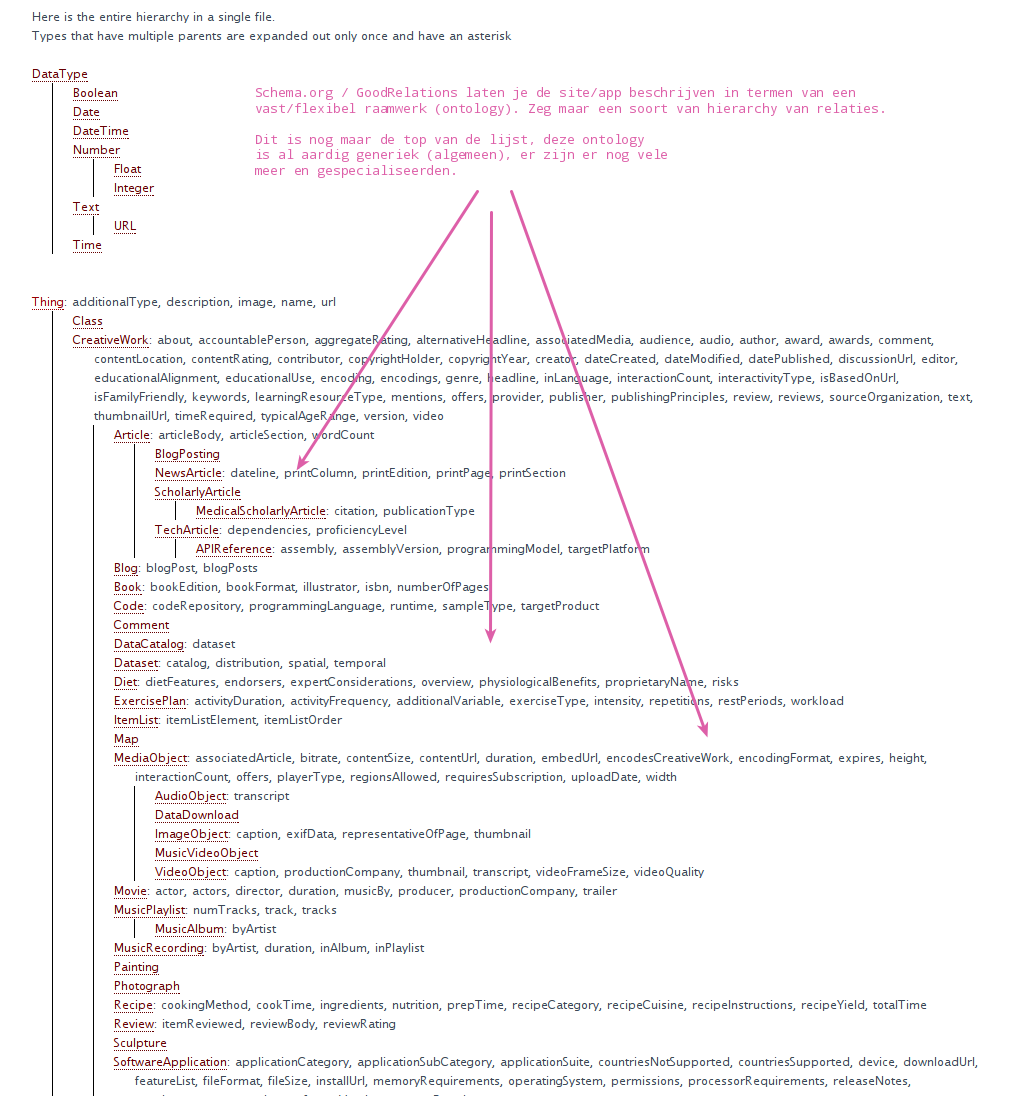 Here is the entire hierarchy in a single file.
Types that have multiple parents are expanded out only once and have an asterisk
DataType
Boolean
Date
DateTime
Number
Float
Integer
Text
URL
Time
Schema.org / GoodRelations laten je de site/app beschrijven in termen van een
vast/flexibel raamwerk (ontology). Zeg maar een soort van hierarchy van relaties.
Dit is nog maar de top van de lijst, deze ontology
is al aardig generiek (algemeen), er zijn er nog vele
meer en gespecialiseerden.
Thing: additionalType, description, image, name, url
Class
CreativeWork: about, accountablePerson, aggregateRating, alternativeHeadline, associatedMedia, audience, audio, author, award, awards, comment,
contentLocation, contentRating, contributor, copyrightHolder, copyrightYear, creator, dateCreated, dateModified, datePublished, discussionUrl, editor,
educationalAlignment, educationalUse, encoding, encodings, genre, headline, inLanguage, interactionCount, interactivityType, isBasedOnUrl,
isFamilyFriendly, keywords, learningResourceType, mentions, offers, provider, publisher, publishingPrinciples, review, reviews, sourceOrganization, text,
thumbnailUrl, timeRequired, typicalAgeRange, version, video
Article: articleBody, articleSection, wordCount
BlogPosting
NewsArticle: dateline, printColumn, printEdition, printPage, printSection
ScholarlyArticle
MedicalScholarlyArticle: citation, publicationType
TechArticle: dependencies, proficiencyLevel
APIReference: assembly, assemblyVersion, programmingModel, targetPlatform
Blog: blogPost, blogPosts
Book: bookEdition, bookFormat, illustrator, isbn, numberOfPages
Code: codeRepository, programmingLanguage, runtime, sampleType, targetProduct
Comment
DataCatalog: dataset
Dataset: catalog, distribution, spatial, temporal
Diet: dietFeatures, endorsers, expertConsiderations, overview, physiologicalBenefits, proprietaryName, risks
ExercisePlan: activityDuration, activityFrequency, additionalVariable, exerciseType, intensity, repetitions, restPeriods, workload
ItemList: itemListElement, itemListOrder
Map
MediaObject: associatedArticle, bitrate, contentSize, contentUrl, duration, embedUrl, encodesCreativeWork, encodingFormat, expires, height,
interactionCount, offers, playerType, regionsAllowed, requiresSubscription, uploadDate, width
AudioObject: transcript
DataDownload
ImageObject: caption, exifData, representativeOfPage, thumbnail
MusicVideoObject
VideoObject: caption, productionCompany, thumbnail, transcript, videoFrameSize, videoQuality
Movie: actor, actors, director, duration, musicBy, producer, productionCompany, trailer
MusicPlaylist: numTracks, track, tracks
MusicAlbum: byArtist
MusicRecording: byArtist, duration, inAlbum, inPlaylist
Painting
Photograph
Recipe: cookingMethod, cookTime, ingredients, nutrition, prepTime, recipeCategory, recipeCuisine, recipeInstructions, recipeYield, totalTime
Review: itemReviewed, reviewBody, reviewRating
Sculpture
SoftwareApplication: applicationCategory, applicationSubCategory, applicationSuite, countriesNotSupported, countriesSupported, device, downloadUrl,
featureList, fileFormat, fileSize, installUrl, memoryRequirements, operatingSystem, permissions, processorRequirements, releaseNotes,